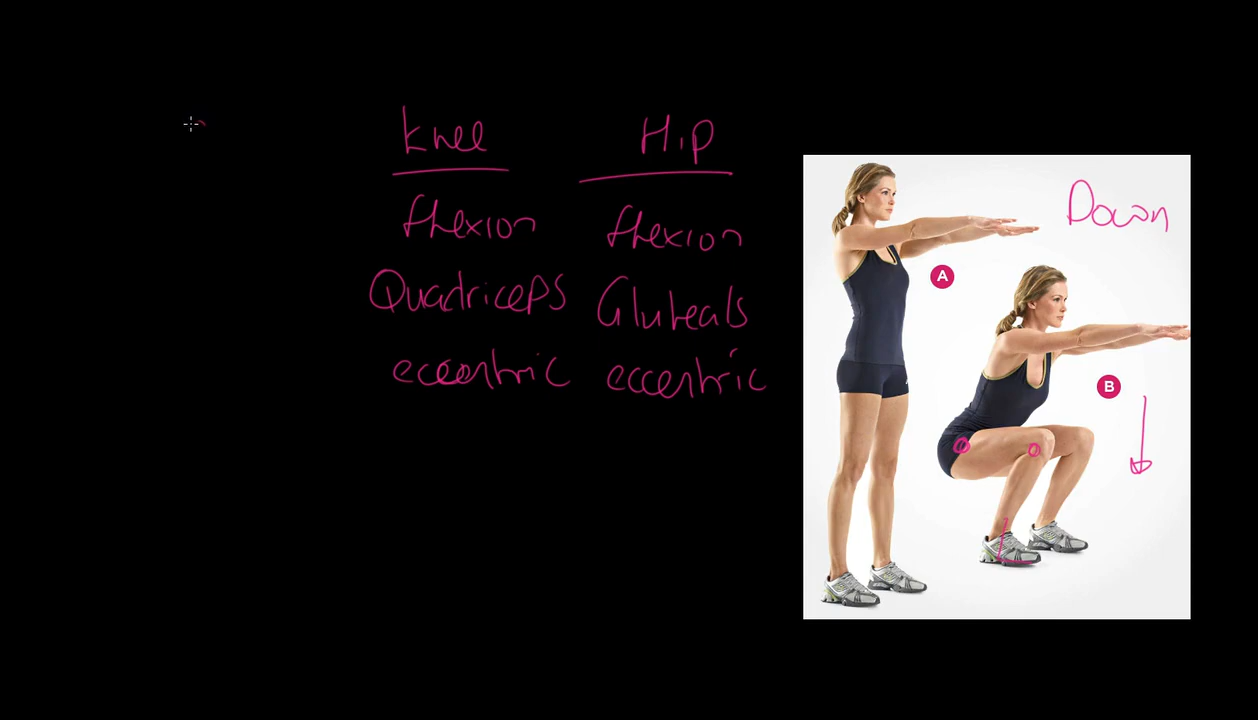 Knee
flexion
Quadriceps
eccentric
Hip
flexion
Gluteals
eccentric
Down
A
B